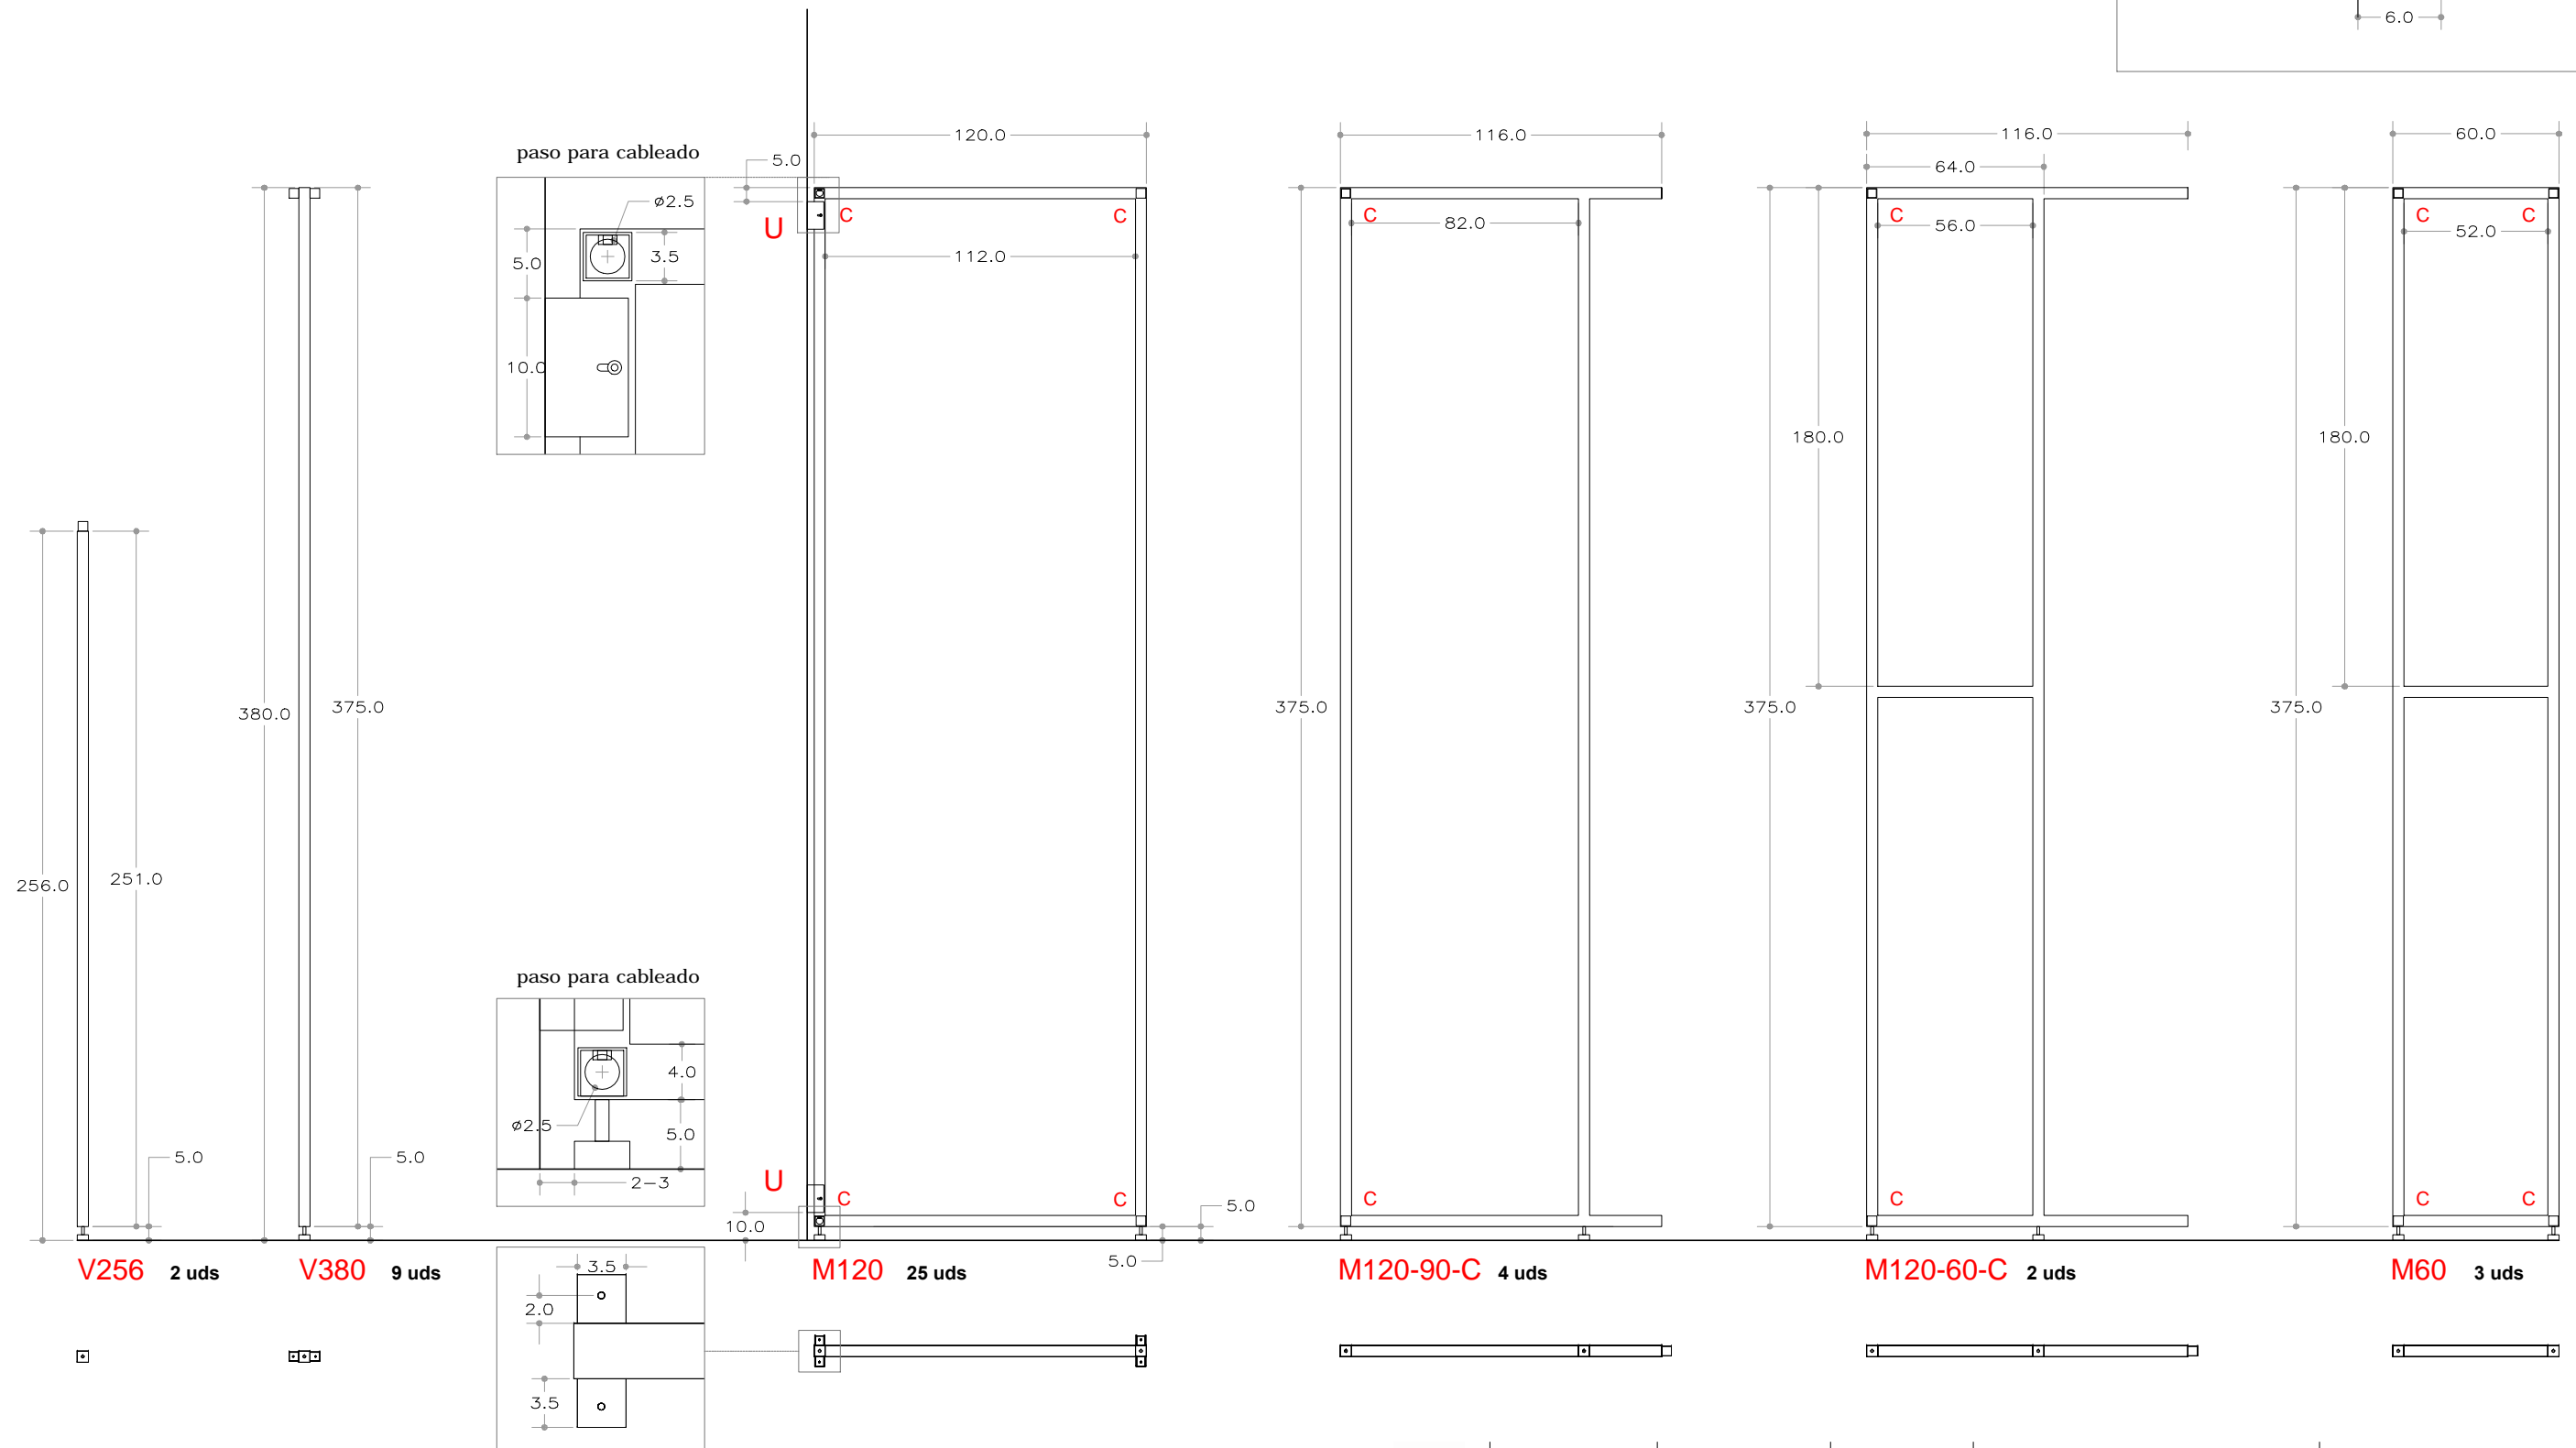 6.0
120.0
116.0
116.0
60.0
paso para cableado
5.0
64.0
ø2.5
U
C
C
C
82.0
C
56.0
C
C
52.0
5.0
3.5
112.0
10.0
180.0
180.0
380.0
375.0
375.0
375.0
375.0
256.0
251.0
paso para cableado
4.0
ø2.5
5.0
5.0
5.0
2-3
U
C
C
C
C
C
C
10.0
5.0
5.0
V256 2 uds
V380 9 uds
M120 25 uds
M120-90-C 4 uds
M120-60-C 2 uds
M60 3 uds
3.5
2.0
3.5